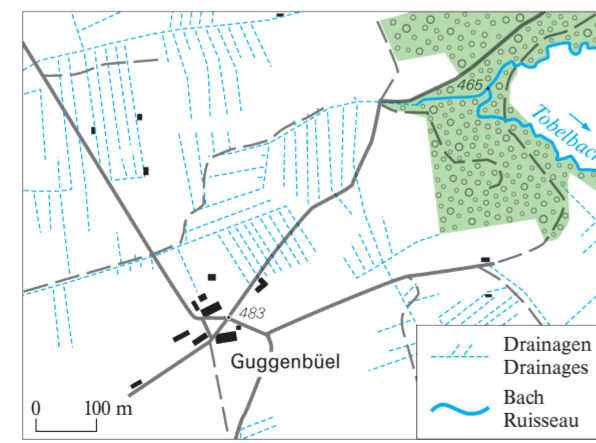 465
Tobelbach
483
Guggenbüel
0 100 m
Drainagen
Drainages
Bach
Ruisseau